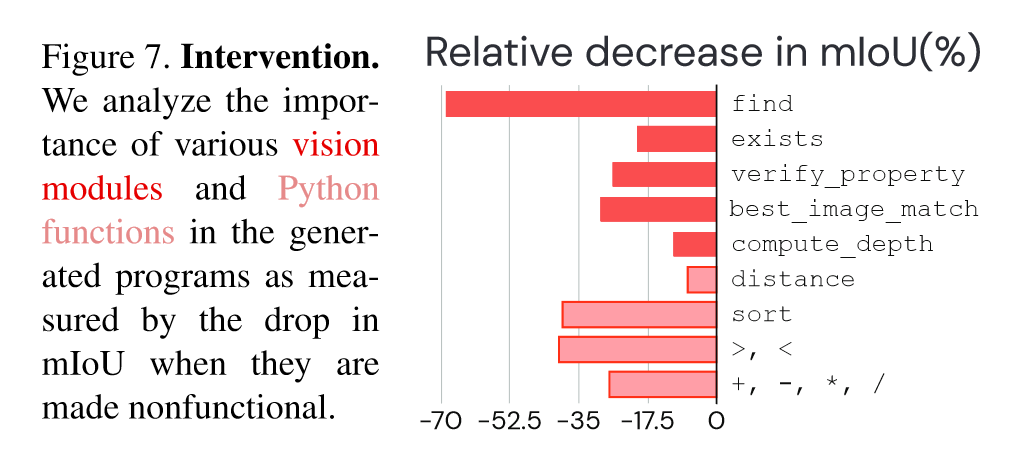 Figure 7. Intervention.
We analyze the impor-
tance of various vision
modules and Python
functions in the gener-
ated programs as mea-
sured by the drop in
mIoU when they are
made nonfunctional.
Relative decrease in mIoU(%)
find
exists
verify_property
best_image_match
compute_depth
distance
sort
>, <
+, -, *, /
-70 -52.5 -35 -17.5 0